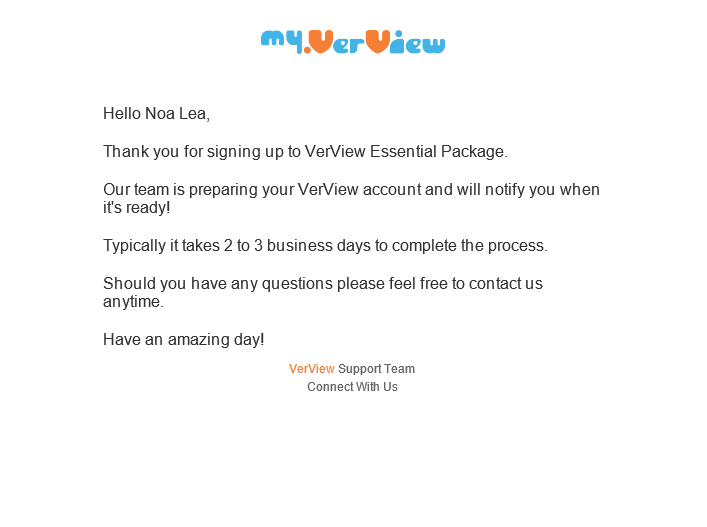 my.VerView
Hello Noa Lea,
Thank you for signing up to VerView Essential Package.
Our team is preparing your VerView account and will notify you when
it's ready!
Typically it takes 2 to 3 business days to complete the process.
Should you have any questions please feel free to contact us
anytime.
Have an amazing day!
VerView Support Team
Connect With Us